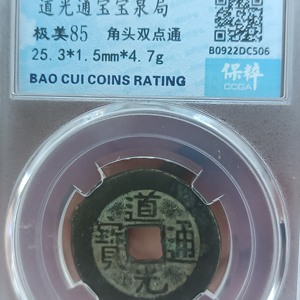 道光通宝宝泉局
极美85 角头双点通
25.3*1.5mm*4.7g
BAO CUI COINS RATING
B0922DC506
保粹
CCGA
道
寶 通
光